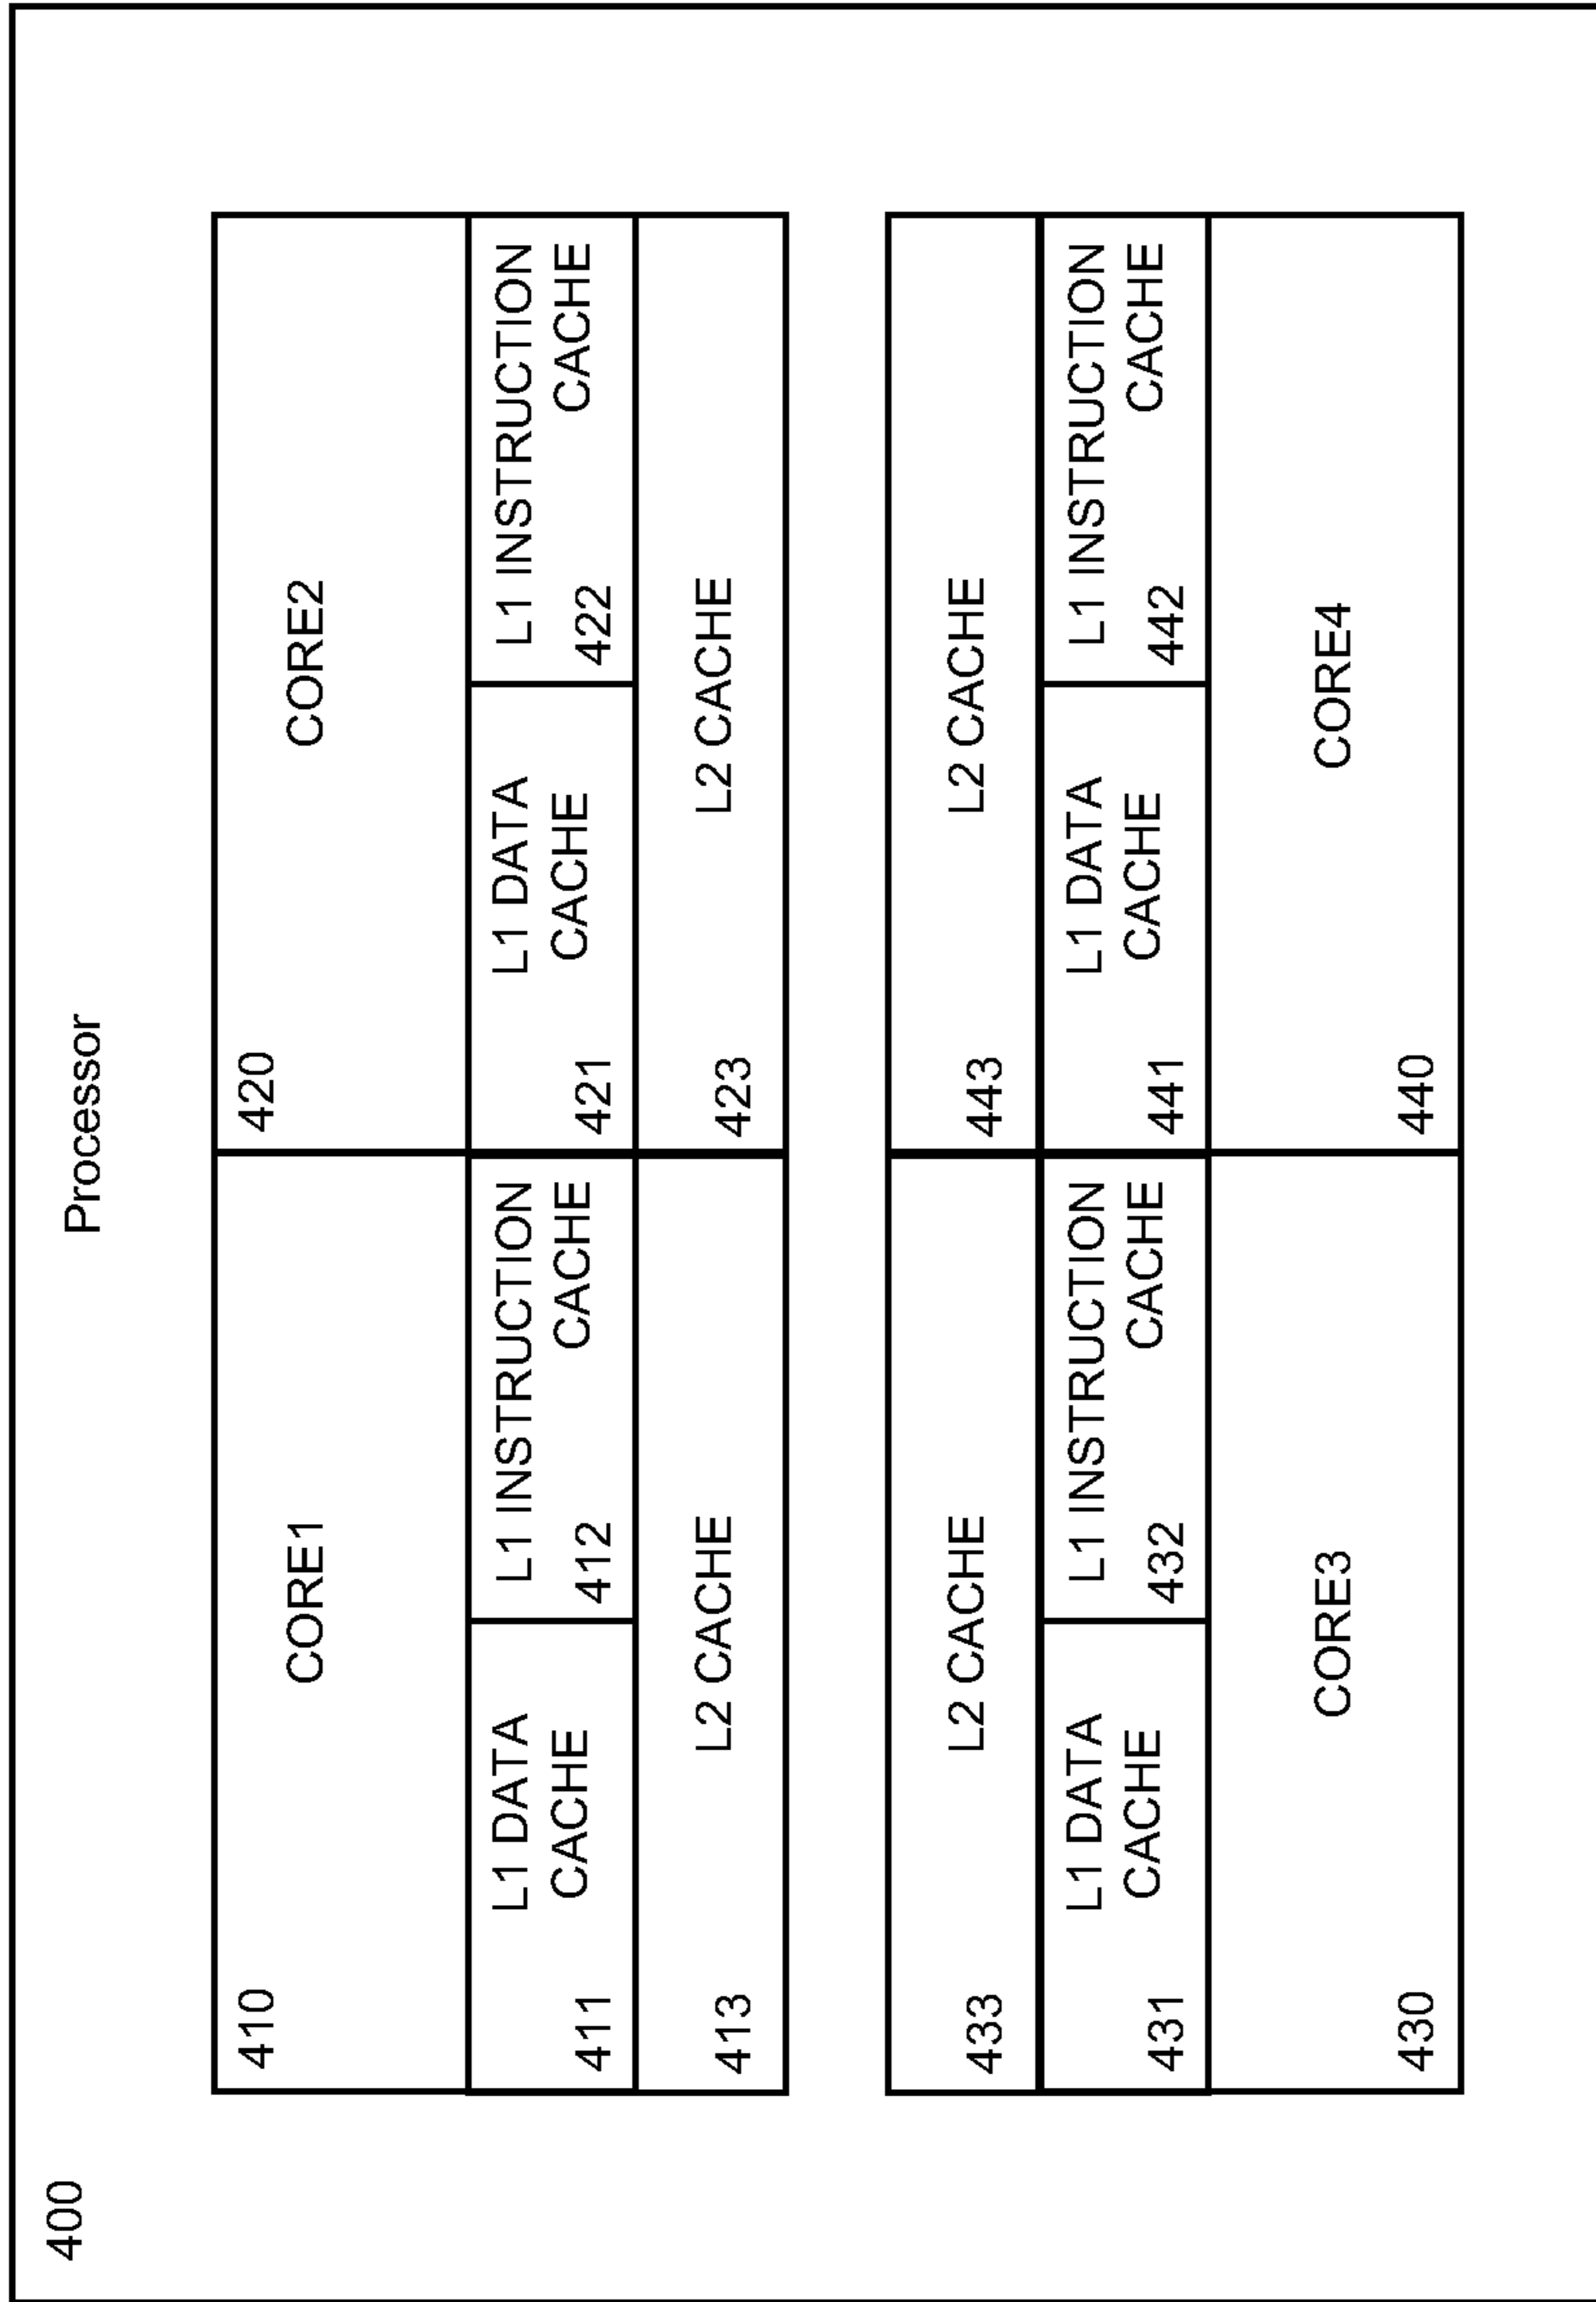 400
Processor
410
CORE1
420
CORE2
L1 DATA
CACHE
411
L1 INSTRUCTION
CACHE
412
L1 DATA
CACHE
421
L1 INSTRUCTION
CACHE
422
L2 CACHE
413
L2 CACHE
423
L2 CACHE
433
L2 CACHE
443
L1 DATA
CACHE
431
L1 INSTRUCTION
CACHE
432
L1 DATA
CACHE
441
L1 INSTRUCTION
CACHE
442
CORE3
430
CORE4
440